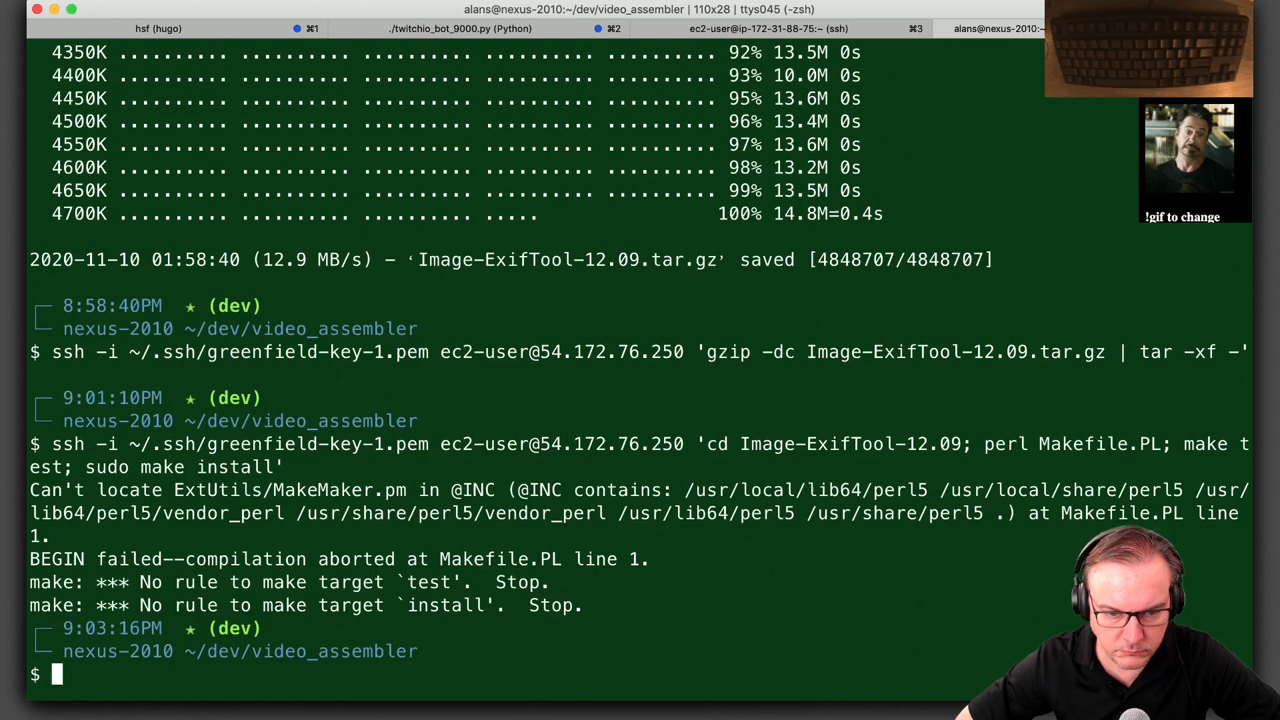 alans@nexus-2010:~/dev/video_assembler | 110x28 | ttys045 (-zsh)
hsf (hugo) ⌘1 ./twitchio_bot_9000.py (Python) ⌘2 ec2-user@ip-172-31-88-75:~ (ssh) ⌘3 alans@nexus-2010:~
4350K .......... .......... .......... .......... .......... 92% 13.5M 0s
4400K .......... .......... .......... .......... .......... 93% 10.0M 0s
4450K .......... .......... .......... .......... .......... 95% 13.6M 0s
4500K .......... .......... .......... .......... .......... 96% 13.4M 0s
4550K .......... .......... .......... .......... .......... 97% 13.6M 0s
4600K .......... .......... .......... .......... .......... 98% 13.2M 0s
4650K .......... .......... .......... .......... .......... 99% 13.5M 0s
4700K .......... .......... .......... ..... 100% 14.8M=0.4s
!gif to change
2020-11-10 01:58:40 (12.9 MB/s) - ‘Image-ExifTool-12.09.tar.gz’ saved [4848707/4848707]
┌─ 8:58:40PM ★ (dev)
└─ nexus-2010 ~/dev/video_assembler
$ ssh -i ~/.ssh/greenfield-key-1.pem ec2-user@54.172.76.250 'gzip -dc Image-ExifTool-12.09.tar.gz | tar -xf -'
┌─ 9:01:10PM ★ (dev)
└─ nexus-2010 ~/dev/video_assembler
$ ssh -i ~/.ssh/greenfield-key-1.pem ec2-user@54.172.76.250 'cd Image-ExifTool-12.09; perl Makefile.PL; make t
est; sudo make install'
Can't locate ExtUtils/MakeMaker.pm in @INC (@INC contains: /usr/local/lib64/perl5 /usr/local/share/perl5 /usr/
lib64/perl5/vendor_perl /usr/share/perl5/vendor_perl /usr/lib64/perl5 /usr/share/perl5 .) at Makefile.PL line
1.
BEGIN failed--compilation aborted at Makefile.PL line 1.
make: *** No rule to make target `test'. Stop.
make: *** No rule to make target `install'. Stop.
┌─ 9:03:16PM ★ (dev)
└─ nexus-2010 ~/dev/video_assembler
$